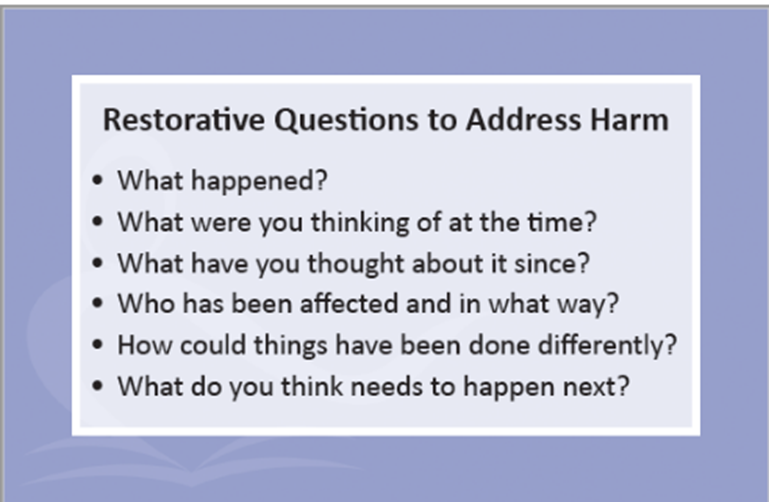 Restorative Questions to Address Harm
• What happened?
• What were you thinking of at the time?
• What have you thought about it since?
• Who has been affected and in what way?
• How could things have been done differently?
• What do you think needs to happen next?